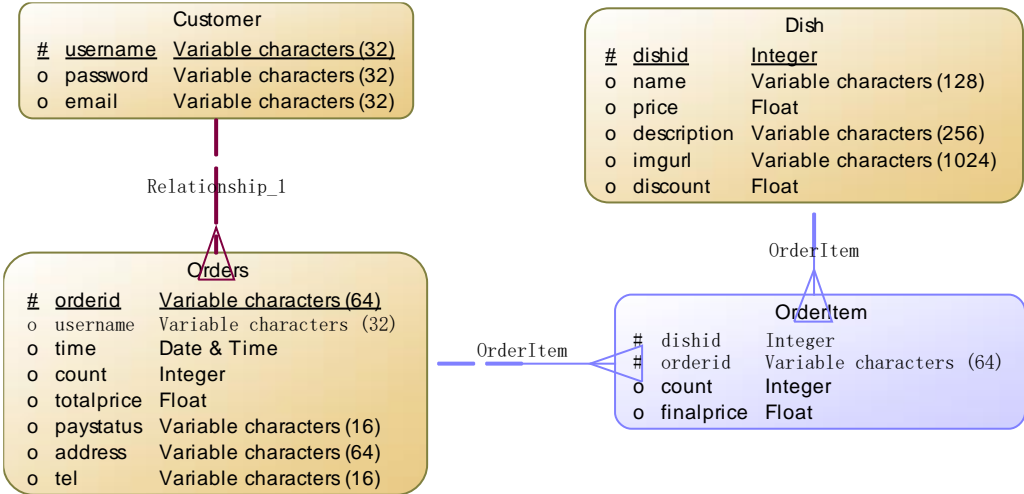 Customer
# username Variable characters (32)
o password Variable characters (32)
o email Variable characters (32)
Dish
# dishid Integer
o name Variable characters (128)
o price Float
o description Variable characters (256)
o imgurl Variable characters (1024)
o discount Float
Relationship_1
OrderItem
Orders
# orderid Variable characters (64)
o username Variable characters (32)
o time Date & Time
o count Integer
o totalprice Float
o paystatus Variable characters (16)
o address Variable characters (64)
o tel Variable characters (16)
OrderItem
OrderItem
# dishid Integer
# orderid Variable characters (64)
o count Integer
o finalprice Float